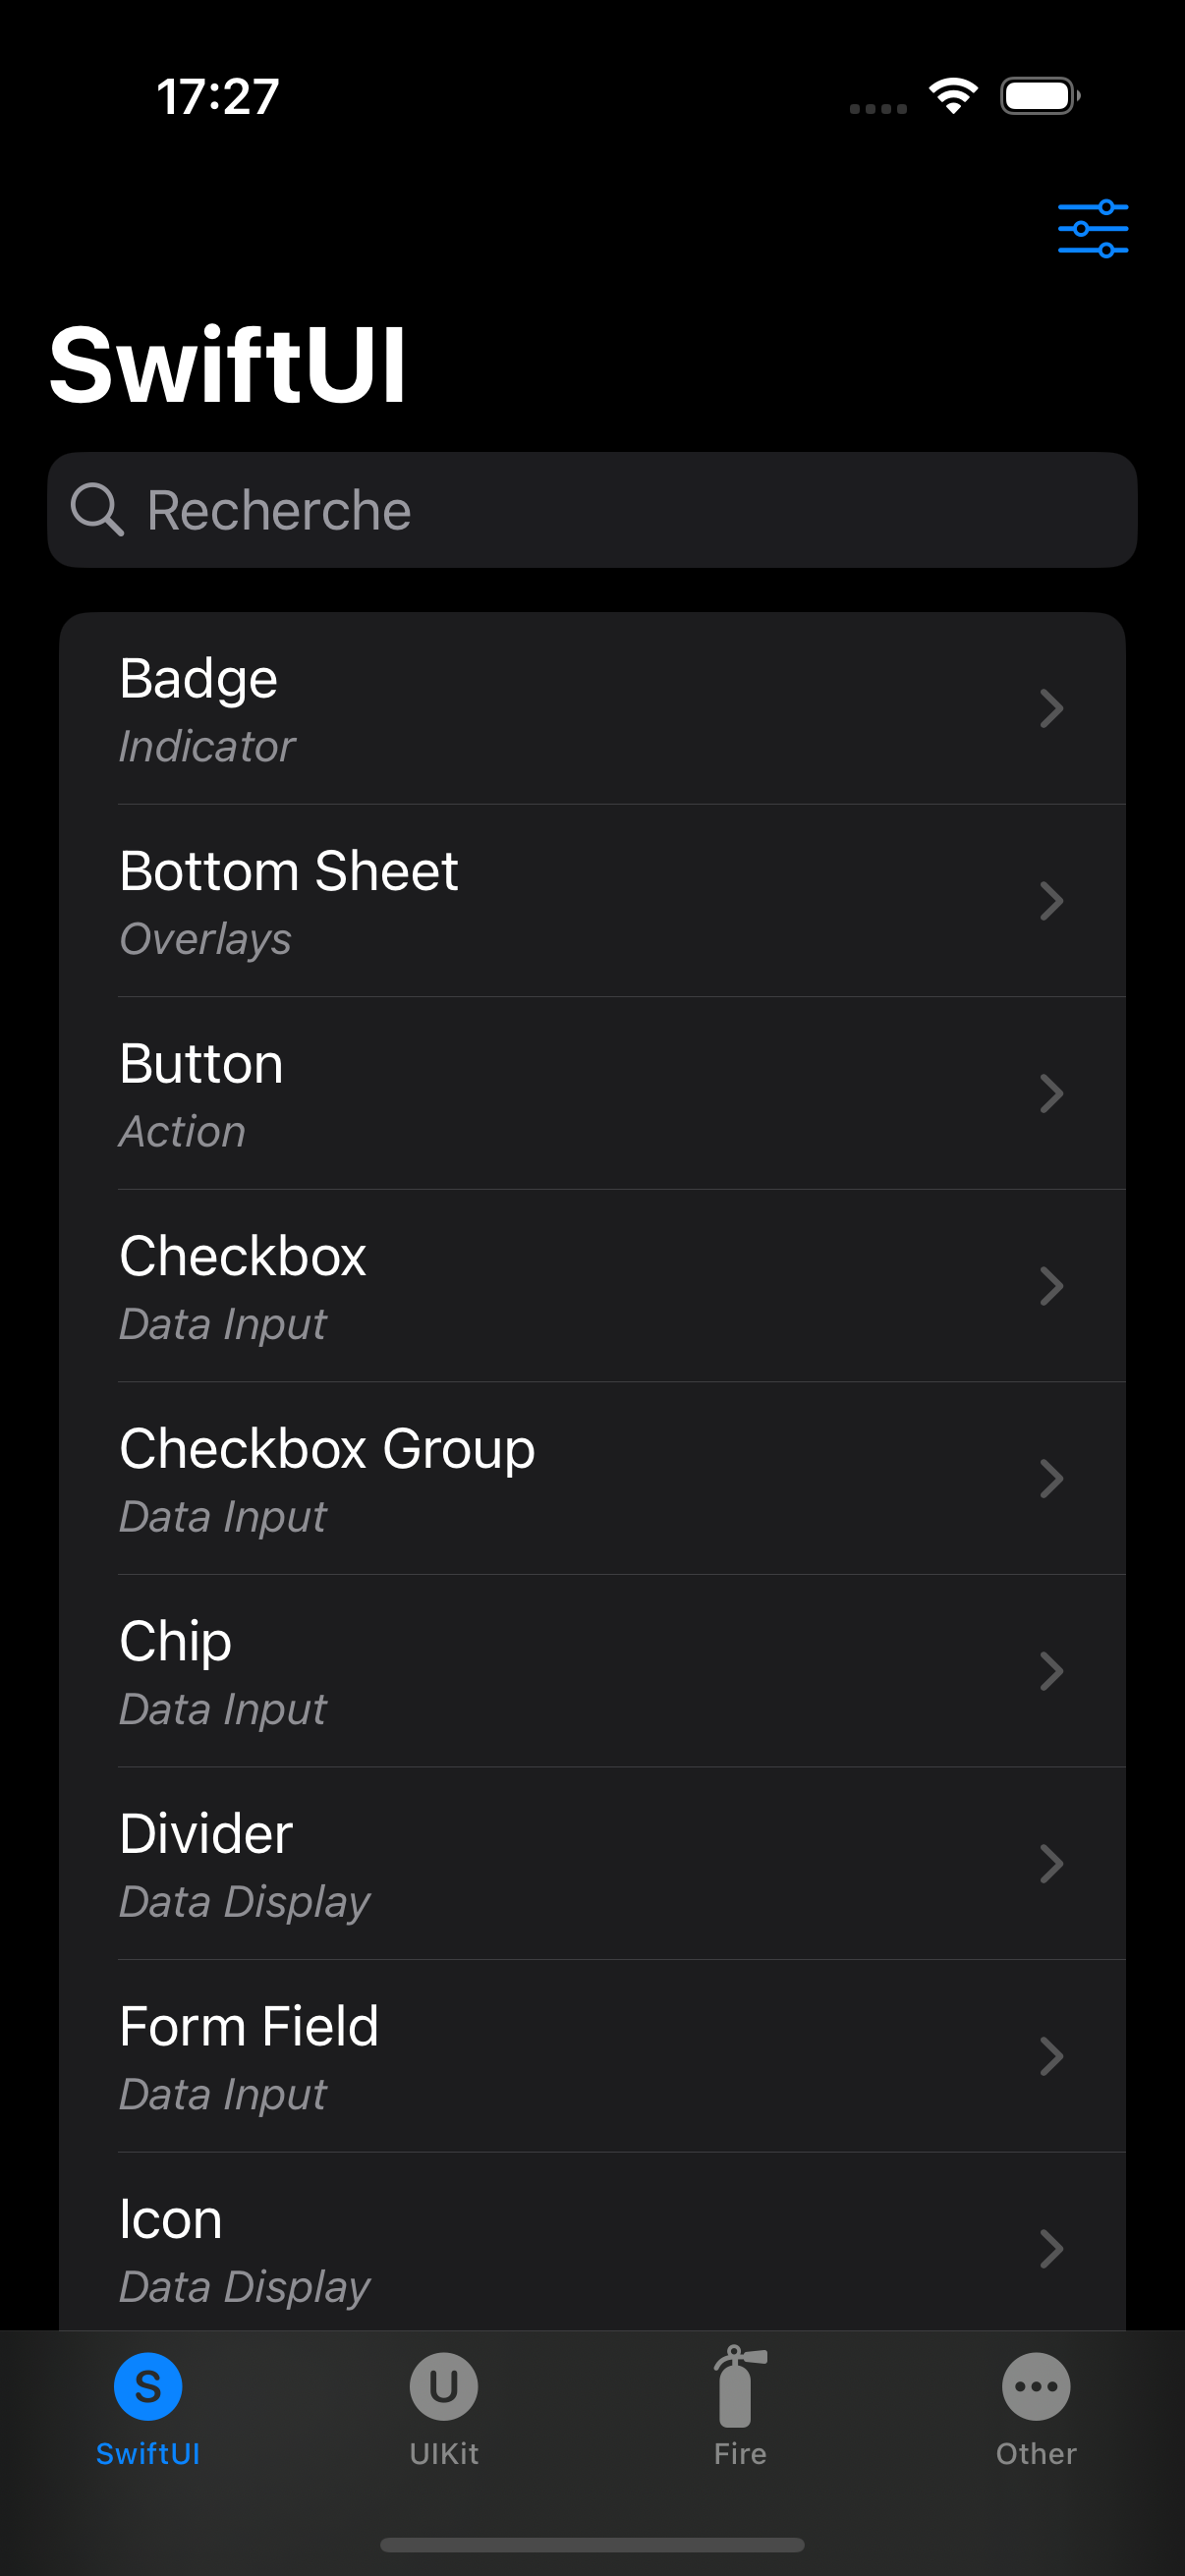 17:27
SwiftUI
Recherche
Badge
Indicator
Bottom Sheet
Overlays
Button
Action
Checkbox
Data Input
Checkbox Group
Data Input
Chip
Data Input
Divider
Data Display
Form Field
Data Input
Icon
Data Display
S
U
SwiftUI
UIKit
Fire
Other